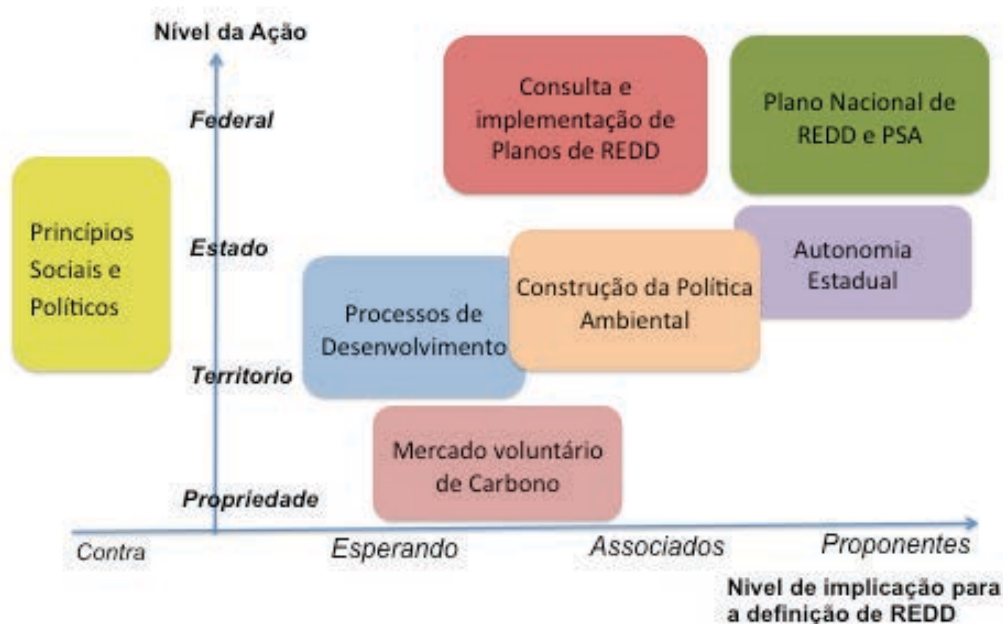 Nível da Ação
Federal
Estado
Territorio
Propriedade
Princípios
Sociais e
Políticos
Consulta e
implementação de
Planos de REDD
Plano Nacional de
REDD e PSA
Autonomia
Estadual
Construção da Política
Ambiental
Processos de
Desenvolvimento
Mercado voluntário
de Carbono
Contra
Esperando
Associados
Proponentes
Nivel de implicação para
a definição de REDD